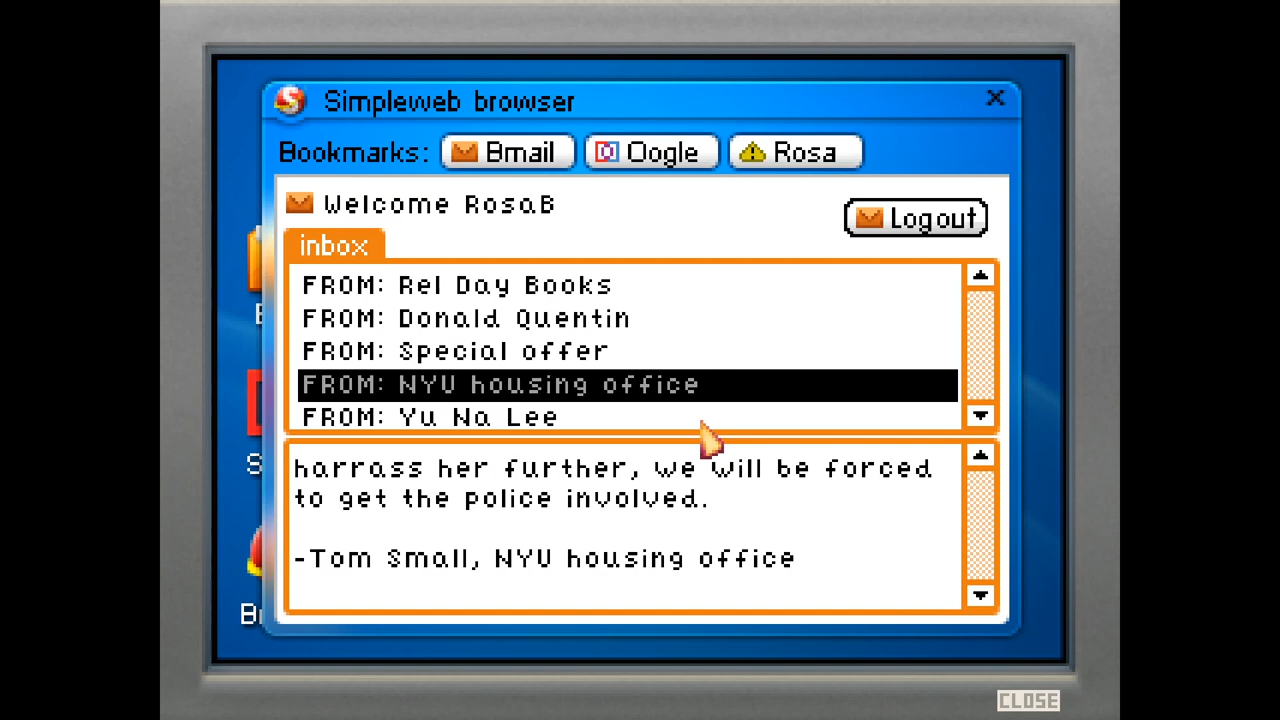 Simpleweb browser
Bookmarks: Bmail Oogle Rosa
Welcome RosaB
Logout
inbox
FROM: Rel Day Books
FROM: Donald Quentin
FROM: Special offer
FROM: NYU housing office
FROM: Yu Na Lee
harrass her further, we will be forced
to get the police involved.
-Tom Small, NYU housing office
CLOSE